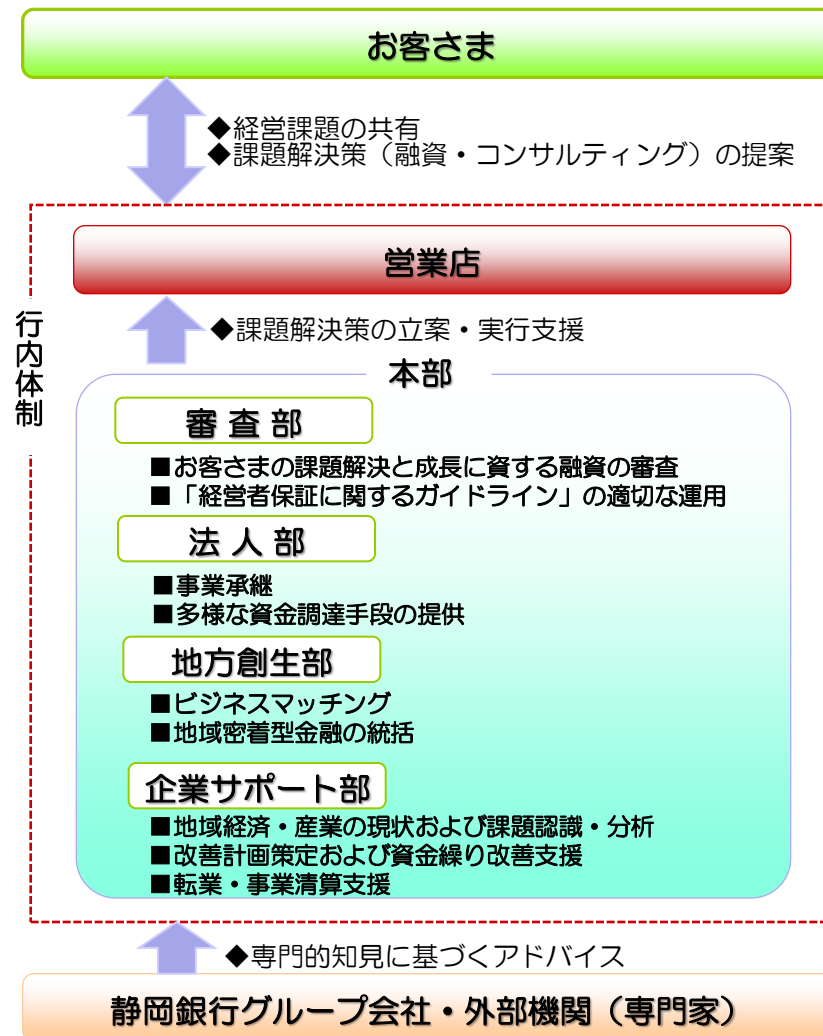 お客さま
◆経営課題の共有
◆課題解決策（融資・コンサルティング）の提案
営業店
行内体制
◆課題解決策の立案・実行支援
本部
審査部
■お客さまの課題解決と成長に資する融資の審査
■「経営者保証に関するガイドライン」の適切な運用
法人部
■事業承継
■多様な資金調達手段の提供
地方創生部
■ビジネスマッチング
■地域密着型金融の統括
企業サポート部
■地域経済・産業の現状および課題認識・分析
■改善計画策定および資金繰り改善支援
■転業・事業清算支援
◆専門的知見に基づくアドバイス
静岡銀行グループ会社・外部機関（専門家）